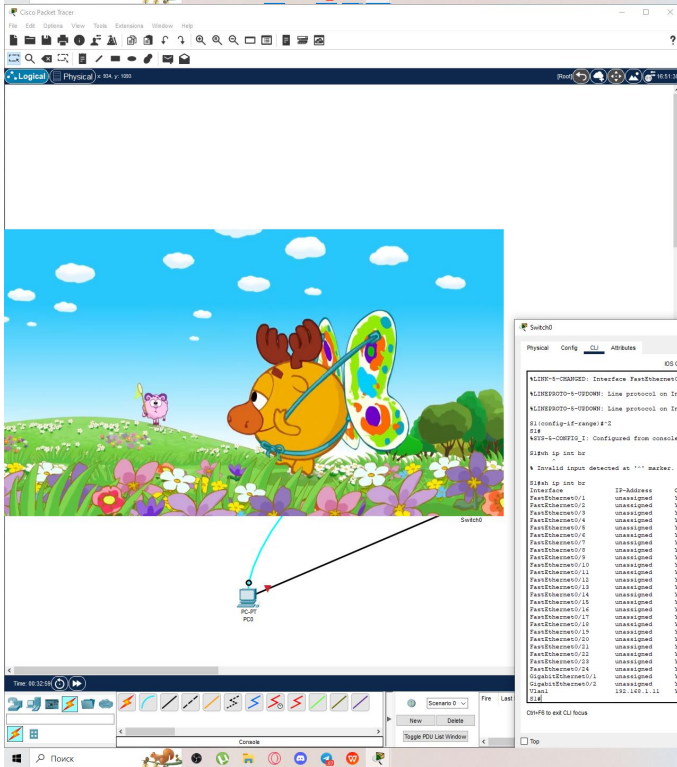 Cisco Packet Tracer
File Edit Options View Tools Extensions Window Help
?
Logical Physical x: 934, y: 1093
[Root] 16:51:30
Switch0
Physical Config CLI Attributes
IOS C
%LINK-5-CHANGED: Interface FastEthernet0
%LINEPROTO-5-UPDOWN: Line protocol on In
%LINEPROTO-5-UPDOWN: Line protocol on In
S1(config-if-range)#^Z
S1#
%SYS-5-CONFIG_I: Configured from console
S1#uh ip int br
^
% Invalid input detected at '^' marker.
S1#sh ip int br
Interface IP-Address O
FastEthernet0/1 unassigned Y
FastEthernet0/2 unassigned Y
FastEthernet0/3 unassigned Y
FastEthernet0/4 unassigned Y
FastEthernet0/5 unassigned Y
FastEthernet0/6 unassigned Y
FastEthernet0/7 unassigned Y
FastEthernet0/8 unassigned Y
FastEthernet0/9 unassigned Y
FastEthernet0/10 unassigned Y
FastEthernet0/11 unassigned Y
FastEthernet0/12 unassigned Y
FastEthernet0/13 unassigned Y
FastEthernet0/14 unassigned Y
FastEthernet0/15 unassigned Y
FastEthernet0/16 unassigned Y
FastEthernet0/17 unassigned Y
FastEthernet0/18 unassigned Y
FastEthernet0/19 unassigned Y
FastEthernet0/20 unassigned Y
FastEthernet0/21 unassigned Y
FastEthernet0/22 unassigned Y
FastEthernet0/23 unassigned Y
FastEthernet0/24 unassigned Y
GigabitEthernet0/1 unassigned Y
GigabitEthernet0/2 unassigned Y
Vlan1 192.168.1.11 Y
S1#
Ctrl+F6 to exit CLI focus
Top
Switch0
PC-PT
PC0
Time: 00:32:58
Scenario 0
New Delete
Toggle PDU List Window
Fire Last
Console
Поиск